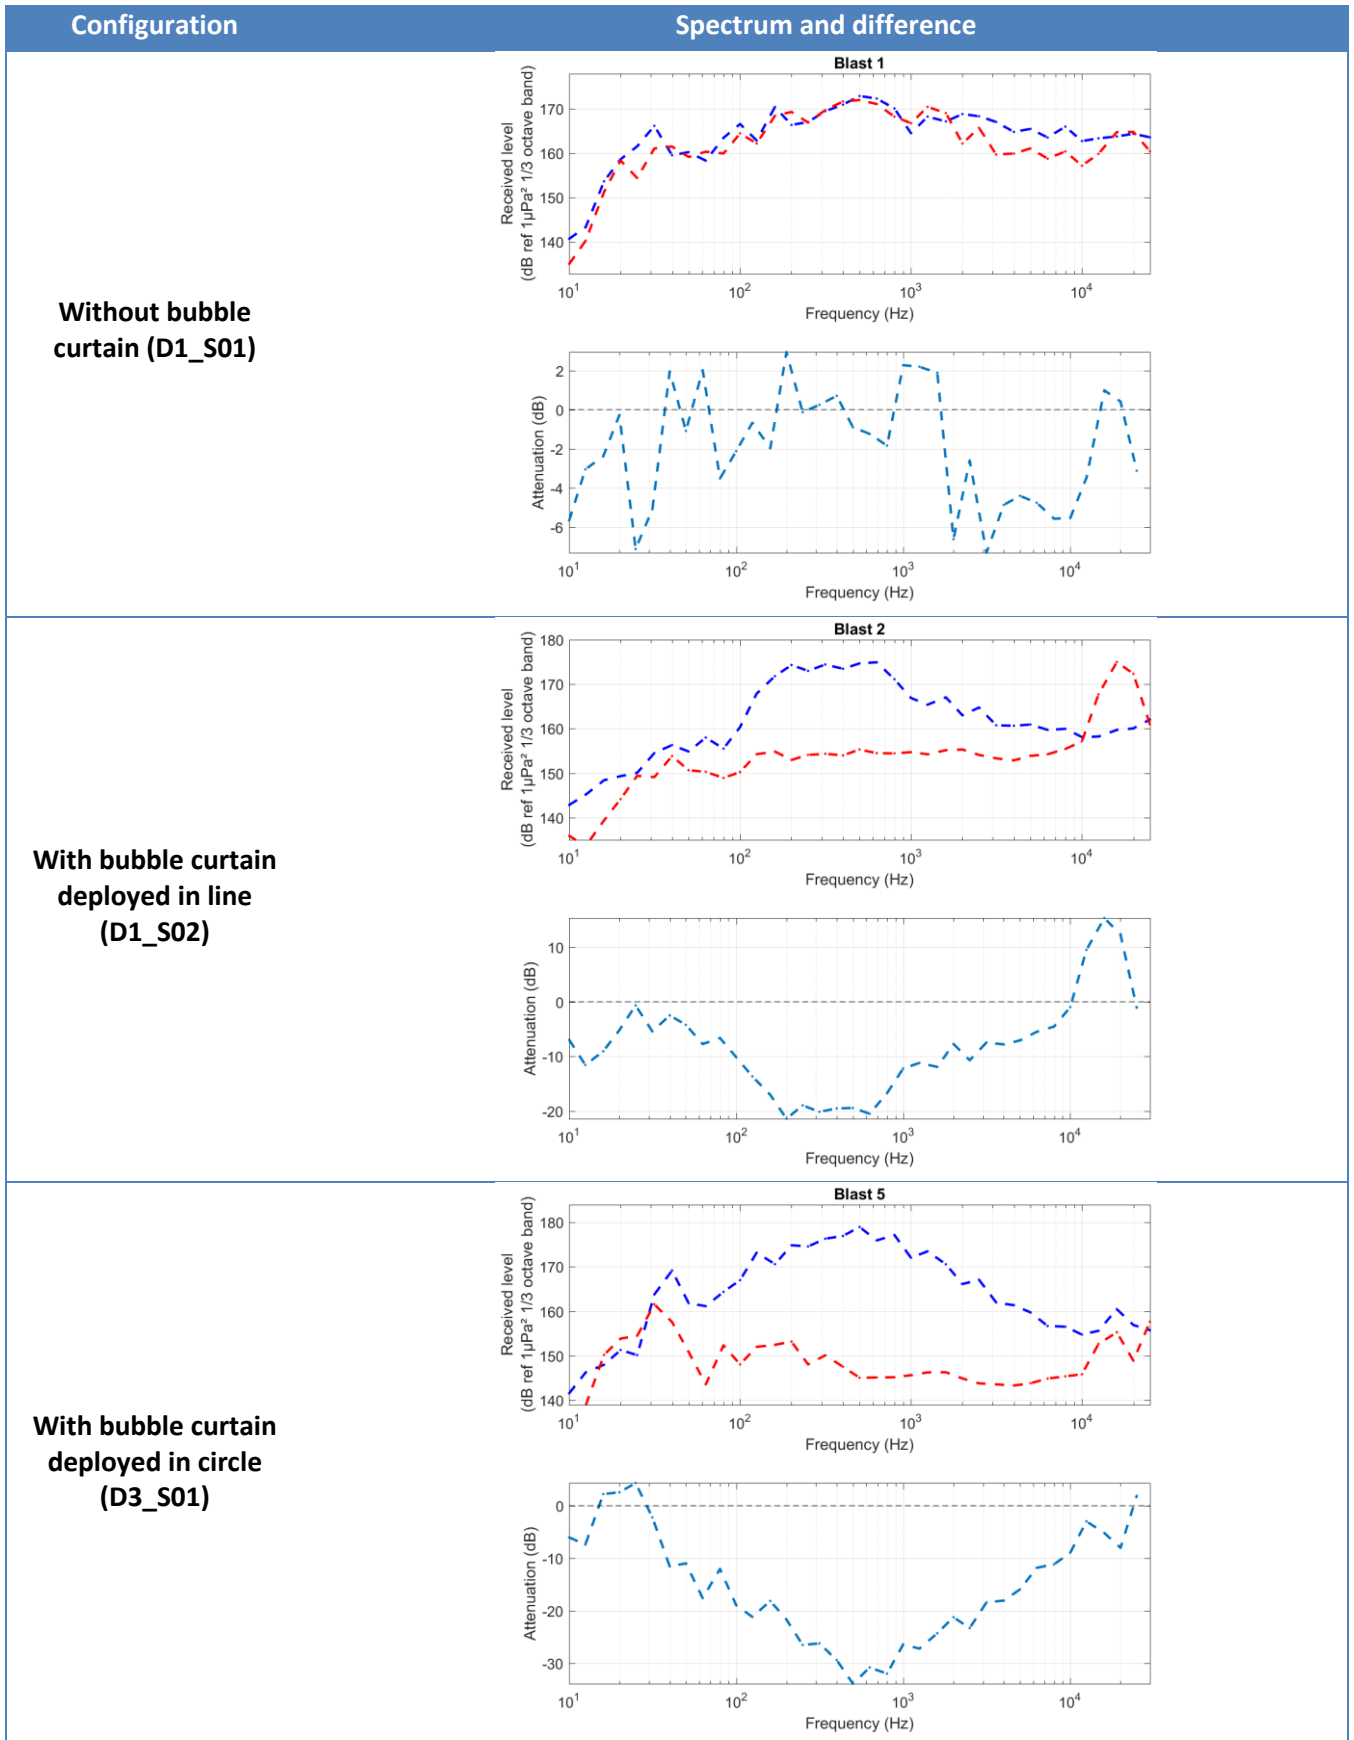 Configuration
Spectrum and difference
Without bubble
curtain (D1_S01)
Blast 1
Received level
(dB ref 1µPa² 1/3 octave band)
170
160
150
140
10¹
10²
10³
10⁴
Frequency (Hz)
Attenuation (dB)
2
0
-2
-4
-6
10¹
10²
10³
10⁴
Frequency (Hz)
With bubble curtain
deployed in line
(D1_S02)
Blast 2
Received level
(dB ref 1µPa² 1/3 octave band)
180
170
160
150
140
10¹
10²
10³
10⁴
Frequency (Hz)
Attenuation (dB)
10
0
-10
-20
10¹
10²
10³
10⁴
Frequency (Hz)
With bubble curtain
deployed in circle
(D3_S01)
Blast 5
Received level
(dB ref 1µPa² 1/3 octave band)
180
170
160
150
140
10¹
10²
10³
10⁴
Frequency (Hz)
Attenuation (dB)
0
-10
-20
-30
10¹
10²
10³
10⁴
Frequency (Hz)